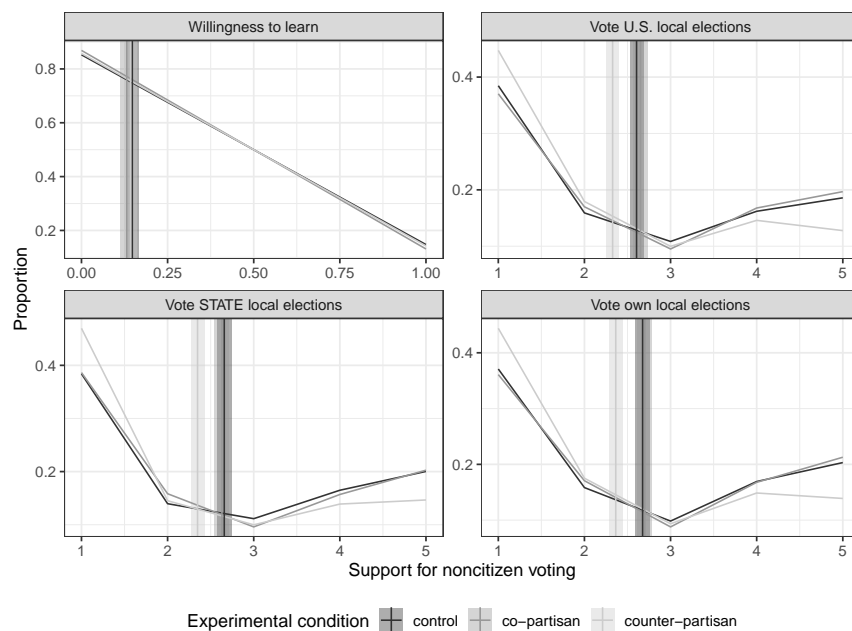 Willingness to learn
Vote U.S. local elections
0.8
0.6
0.4
0.2
0.4
0.2
0.00 0.25 0.50 0.75 1.00
1 2 3 4 5
Vote STATE local elections
Vote own local elections
0.4
0.2
0.4
0.2
1 2 3 4 5
1 2 3 4 5
Proportion
Support for noncitizen voting
Experimental condition control co−partisan counter−partisan